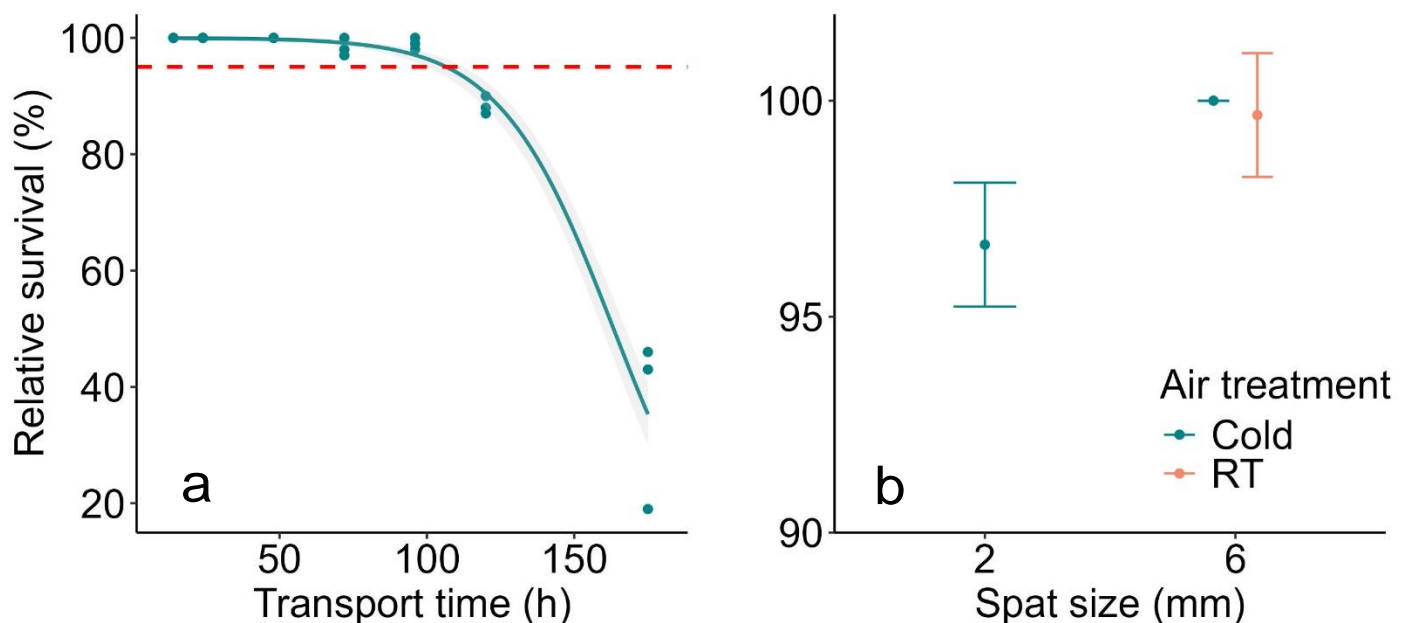 Relative survival (%)
100
80
60
40
20
a
50 100 150
Transport time (h)
100
95
90
b
Air treatment
Cold
RT
2 6
Spat size (mm)